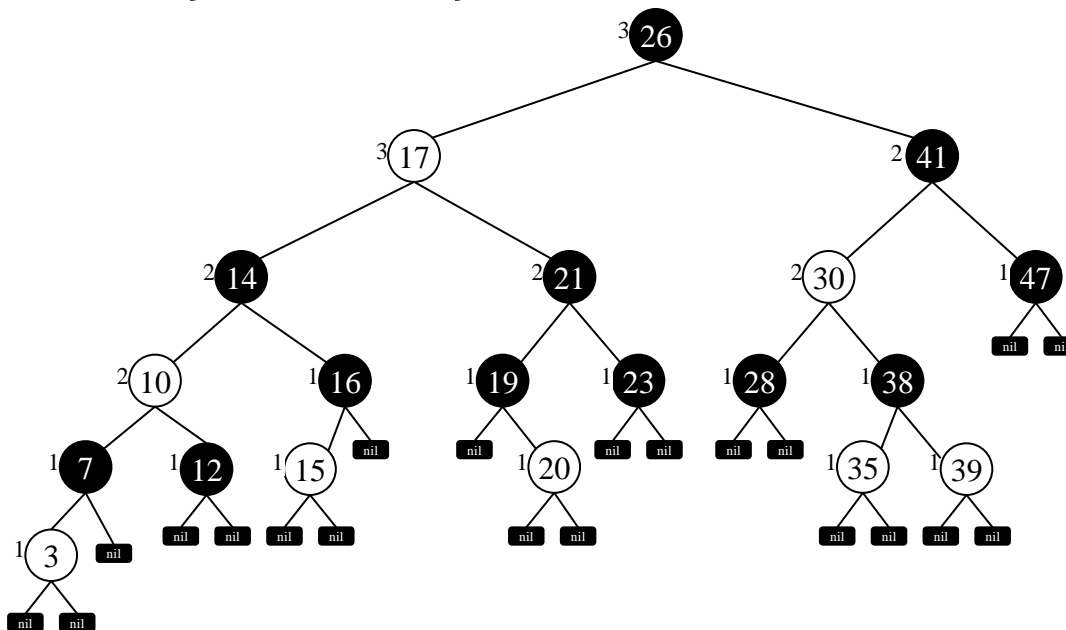 3 26
3 17 2 41
2 14 2 21 2 30 1 47
nil nil
2 10 1 16 1 19 1 23 1 28 1 38
nil nil nil nil nil nil
1 7 1 12 1 15 1 20 1 35 1 39
nil nil nil nil nil nil nil nil nil nil
1 3 nil
nil nil